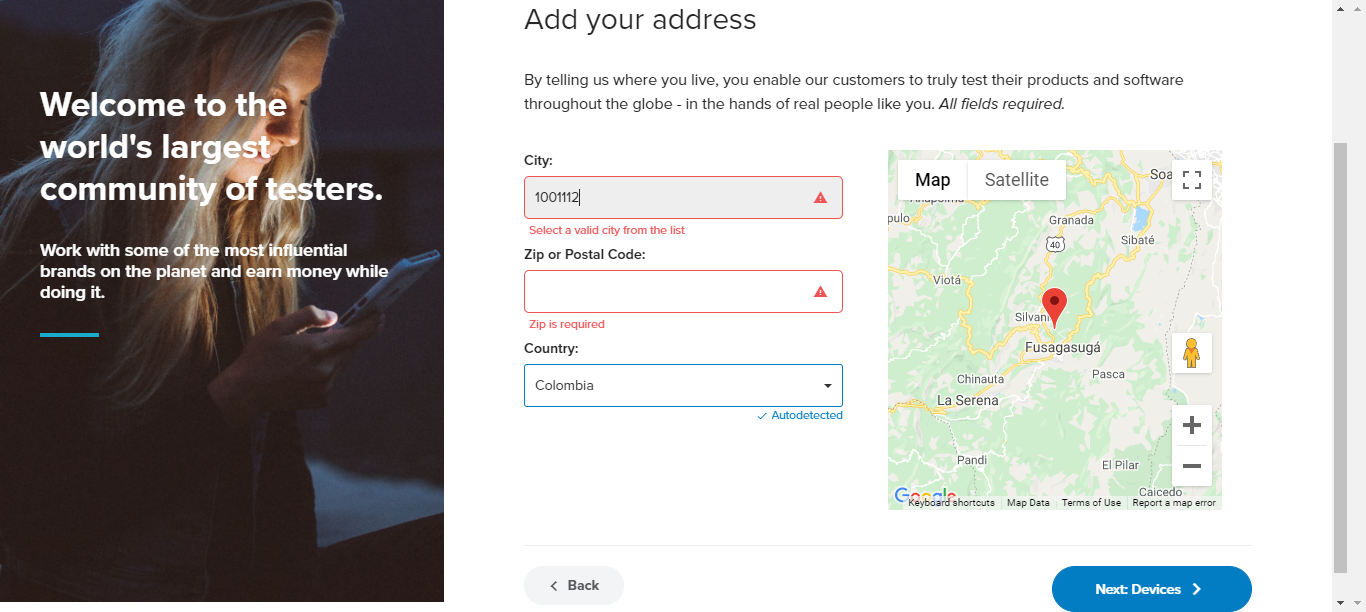 Welcome to the
world's largest
community of testers.
Work with some of the most influential
brands on the planet and earn money while
doing it.
Add your address
By telling us where you live, you enable our customers to truly test their products and software
throughout the globe - in the hands of real people like you. All fields required.
City:
1001112
Select a valid city from the list
Zip or Postal Code:
Zip is required
Country:
Colombia
Autodetected
Map
Satellite
Soa
pulo
Granada
40
Sibaté
Viotá
Silvani
Fusagasugá
Chinauta
Pasca
La Serena
Pandi
El Pilar
Caicedo
Google
Keyboard shortcuts
Map Data
Terms of Use
Report a map error
Back
Next: Devices